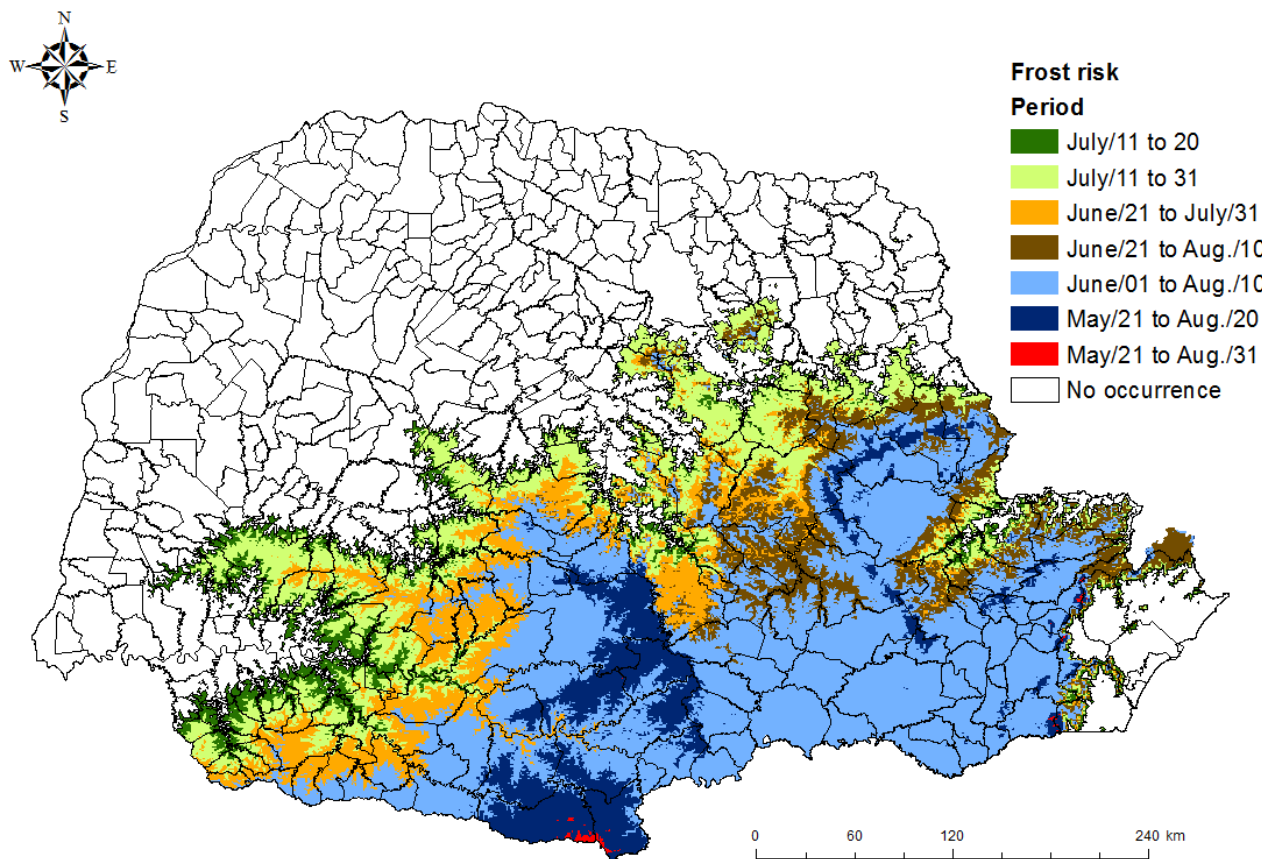 N
W E
S
Frost risk
Period
July/11 to 20
July/11 to 31
June/21 to July/31
June/21 to Aug./10
June/01 to Aug./10
May/21 to Aug./20
May/21 to Aug./31
No occurrence
0 60 120 240 km